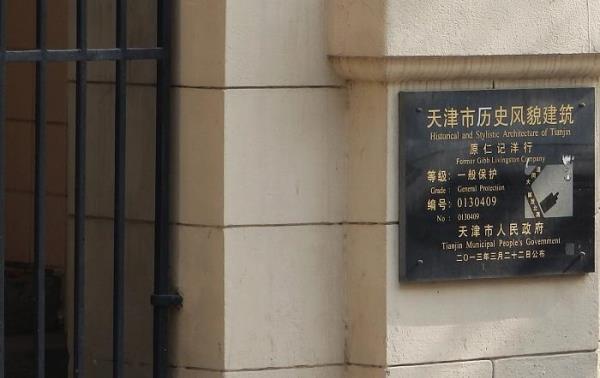 天津市历史风貌建筑
Historical and Stylistic Architecture of Tianjin
原仁记洋行
Former Gibb Livingston Company
等级：一般保护
Grade : General Protection
编号：0130409
No : 0130409
天津市人民政府
Tianjin Municipal People's Government
二〇一三年三月二十二日公布